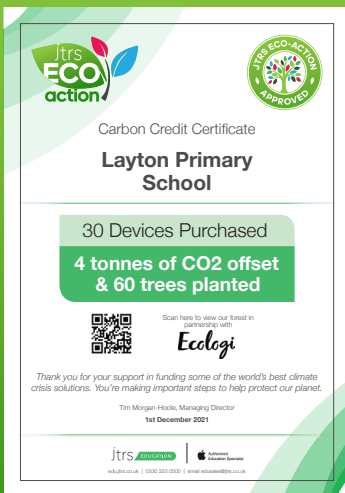 jtrs
ECO
action
JTRS ECO-ACTION
APPROVED
Carbon Credit Certificate
Layton Primary
School
30 Devices Purchased
4 tonnes of CO2 offset
& 60 trees planted
Scan here to view our forest in
partnership with
Ecologi
Thank you for your support in funding some of the world's best climate
crisis solutions. You're making important steps to help protect our planet.
Tim Morgan-Hoole, Managing Director
1st December 2021
jtrs EDUCATION
Authorised
Education Specialist
edu.jtrs.co.uk | 0330 223 0500 | email edusales@jtrs.co.uk